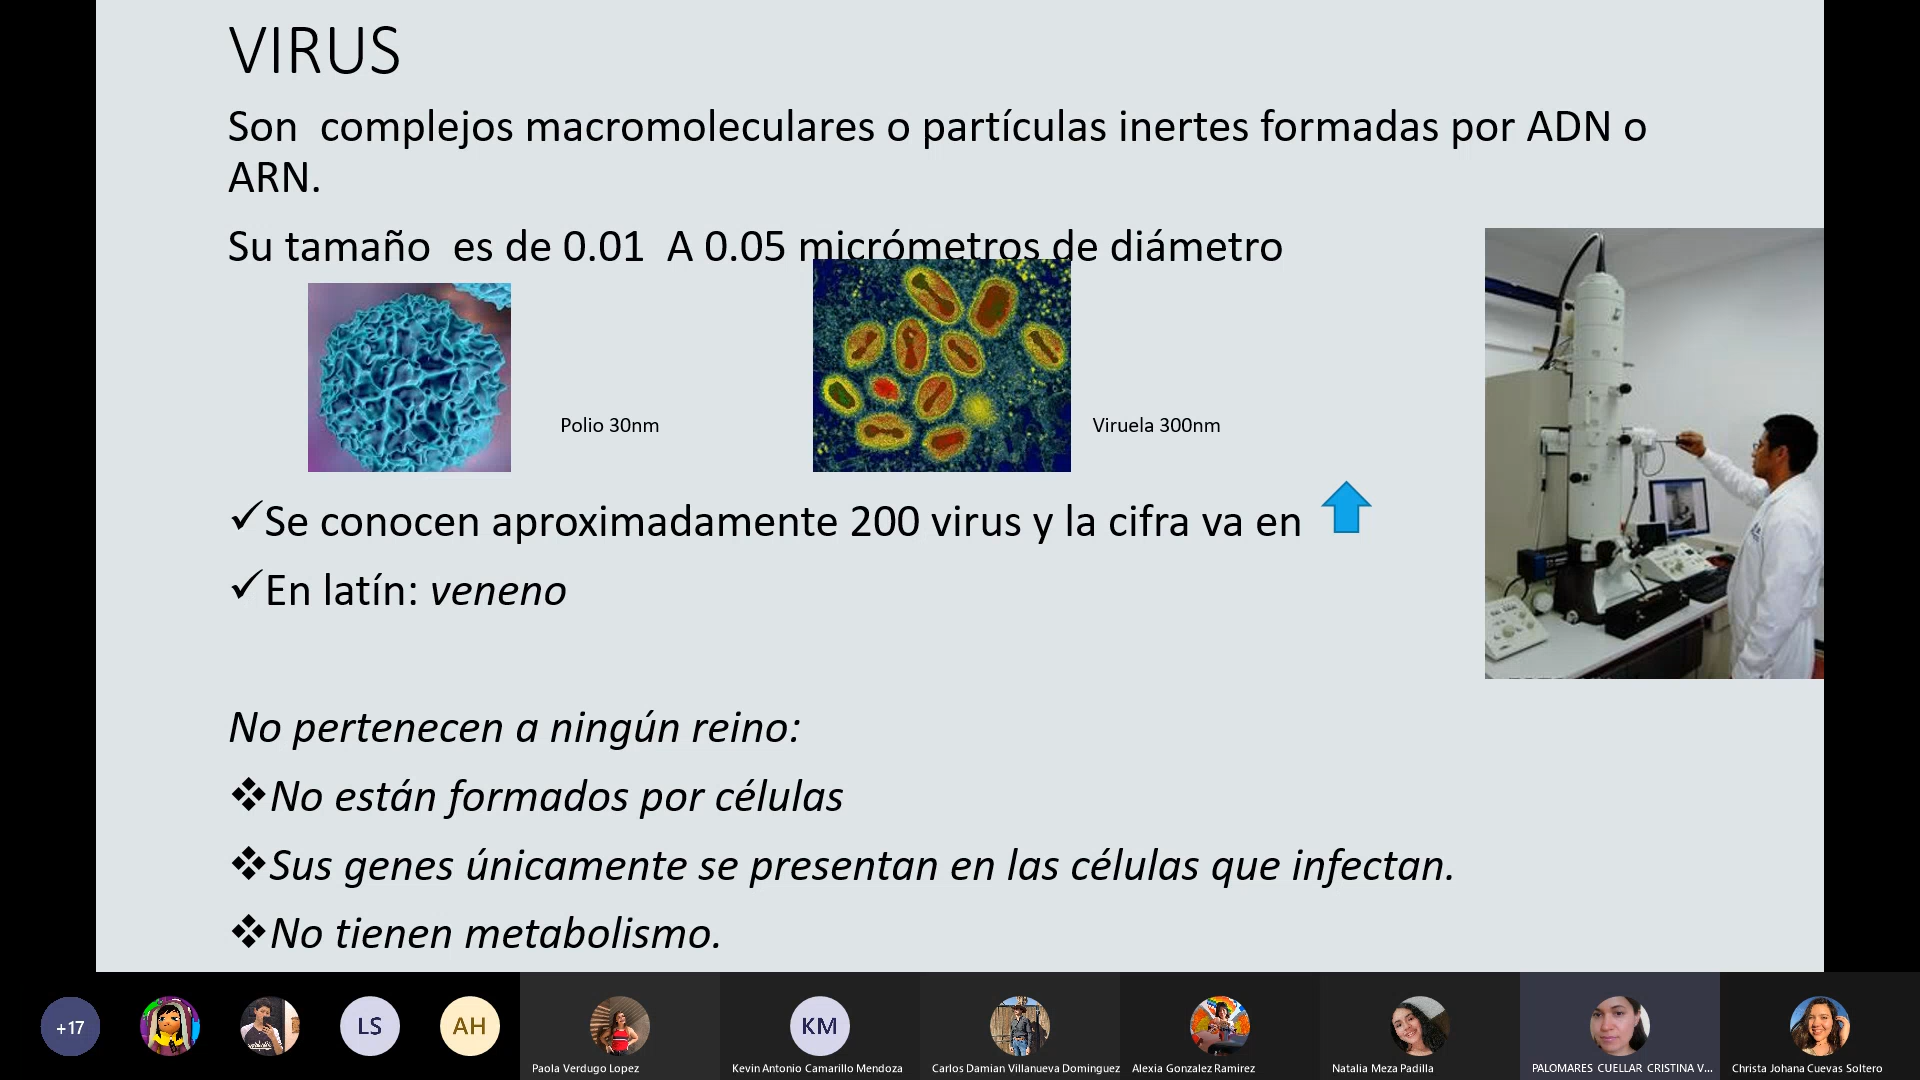 VIRUS
Son complejos macromoleculares o partículas inertes formadas por ADN o
ARN.
Su tamaño es de 0.01 A 0.05 micrómetros de diámetro
Polio 30nm
Viruela 300nm
Se conocen aproximadamente 200 virus y la cifra va en
En latín: veneno
No pertenecen a ningún reino:
No están formados por células
Sus genes únicamente se presentan en las células que infectan.
No tienen metabolismo.
+17
LS
AH
KM
Paola Verdugo Lopez
Kevin Antonio Camarillo Mendoza
Carlos Damian Villanueva Dominguez
Alexia Gonzalez Ramirez
Natalia Meza Padilla
PALOMARES CUELLAR CRISTINA V...
Christa Johana Cuevas Soltero